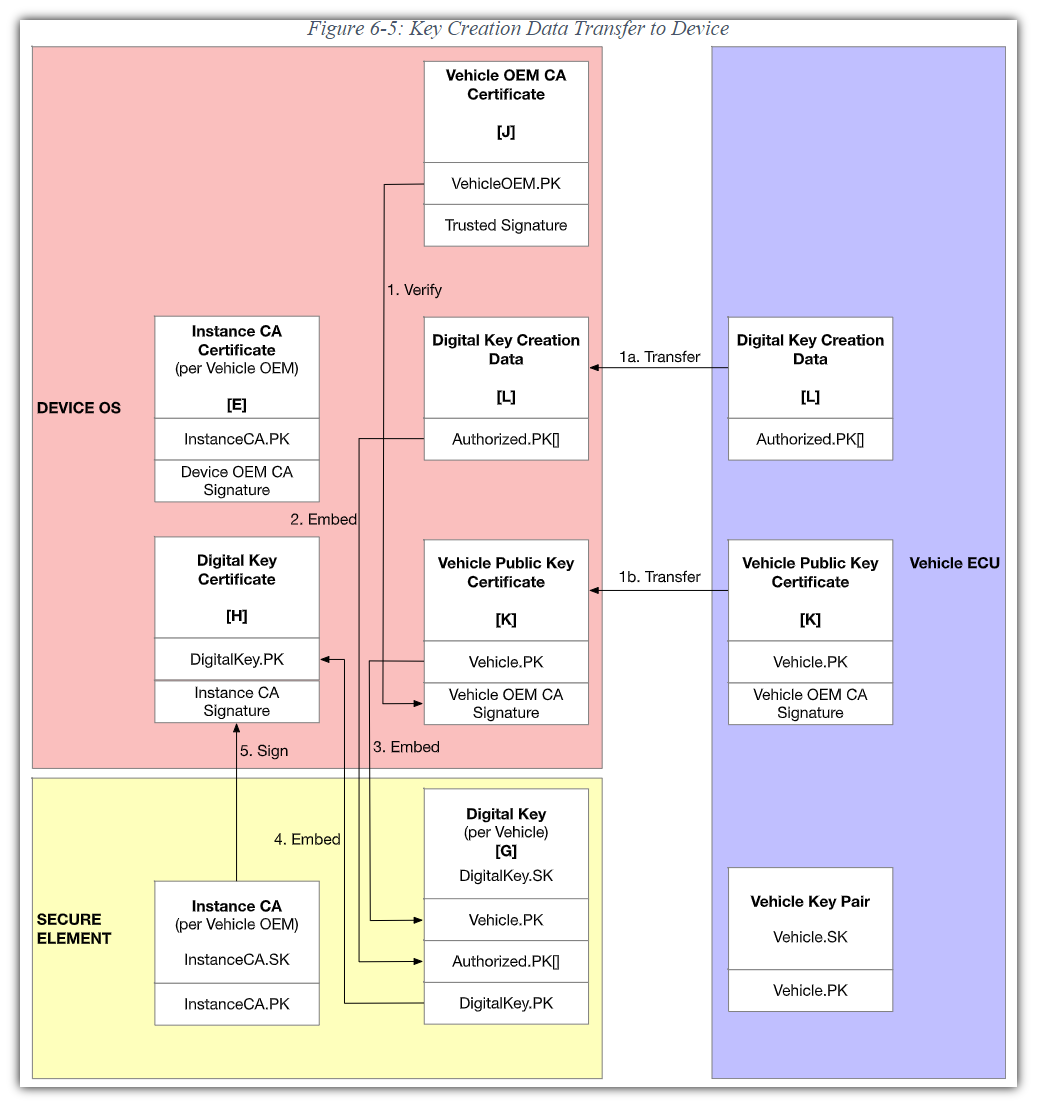 Figure 6-5: Key Creation Data Transfer to Device
Vehicle OEM CA
Certificate
[J]
VehicleOEM.PK
Trusted Signature
1. Verify
Instance CA
Certificate
(per Vehicle OEM)
[E]
InstanceCA.PK
Device OEM CA
Signature
DEVICE OS
Digital Key Creation
Data
[L]
Authorized.PK[]
1a. Transfer
Digital Key Creation
Data
[L]
Authorized.PK[]
2. Embed
Digital Key
Certificate
[H]
DigitalKey.PK
Instance CA
Signature
Vehicle Public Key
Certificate
[K]
Vehicle.PK
Vehicle OEM CA
Signature
1b. Transfer
Vehicle Public Key
Certificate
[K]
Vehicle.PK
Vehicle OEM CA
Signature
Vehicle ECU
5. Sign
3. Embed
4. Embed
SECURE
ELEMENT
Instance CA
(per Vehicle OEM)
InstanceCA.SK
InstanceCA.PK
Digital Key
(per Vehicle)
[G]
DigitalKey.SK
Vehicle.PK
Authorized.PK[]
DigitalKey.PK
Vehicle Key Pair
Vehicle.SK
Vehicle.PK